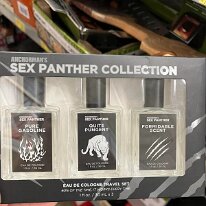 ANCHORMAN'S
SEX PANTHER COLLECTION
SEX PANTHER
PURE
GASOLINE
SEX PANTHER
QUITE
PUNGENT
SEX PANTHER
FORMIDABLE
SCENT
EAU DE COLOGNE TRAVEL SET